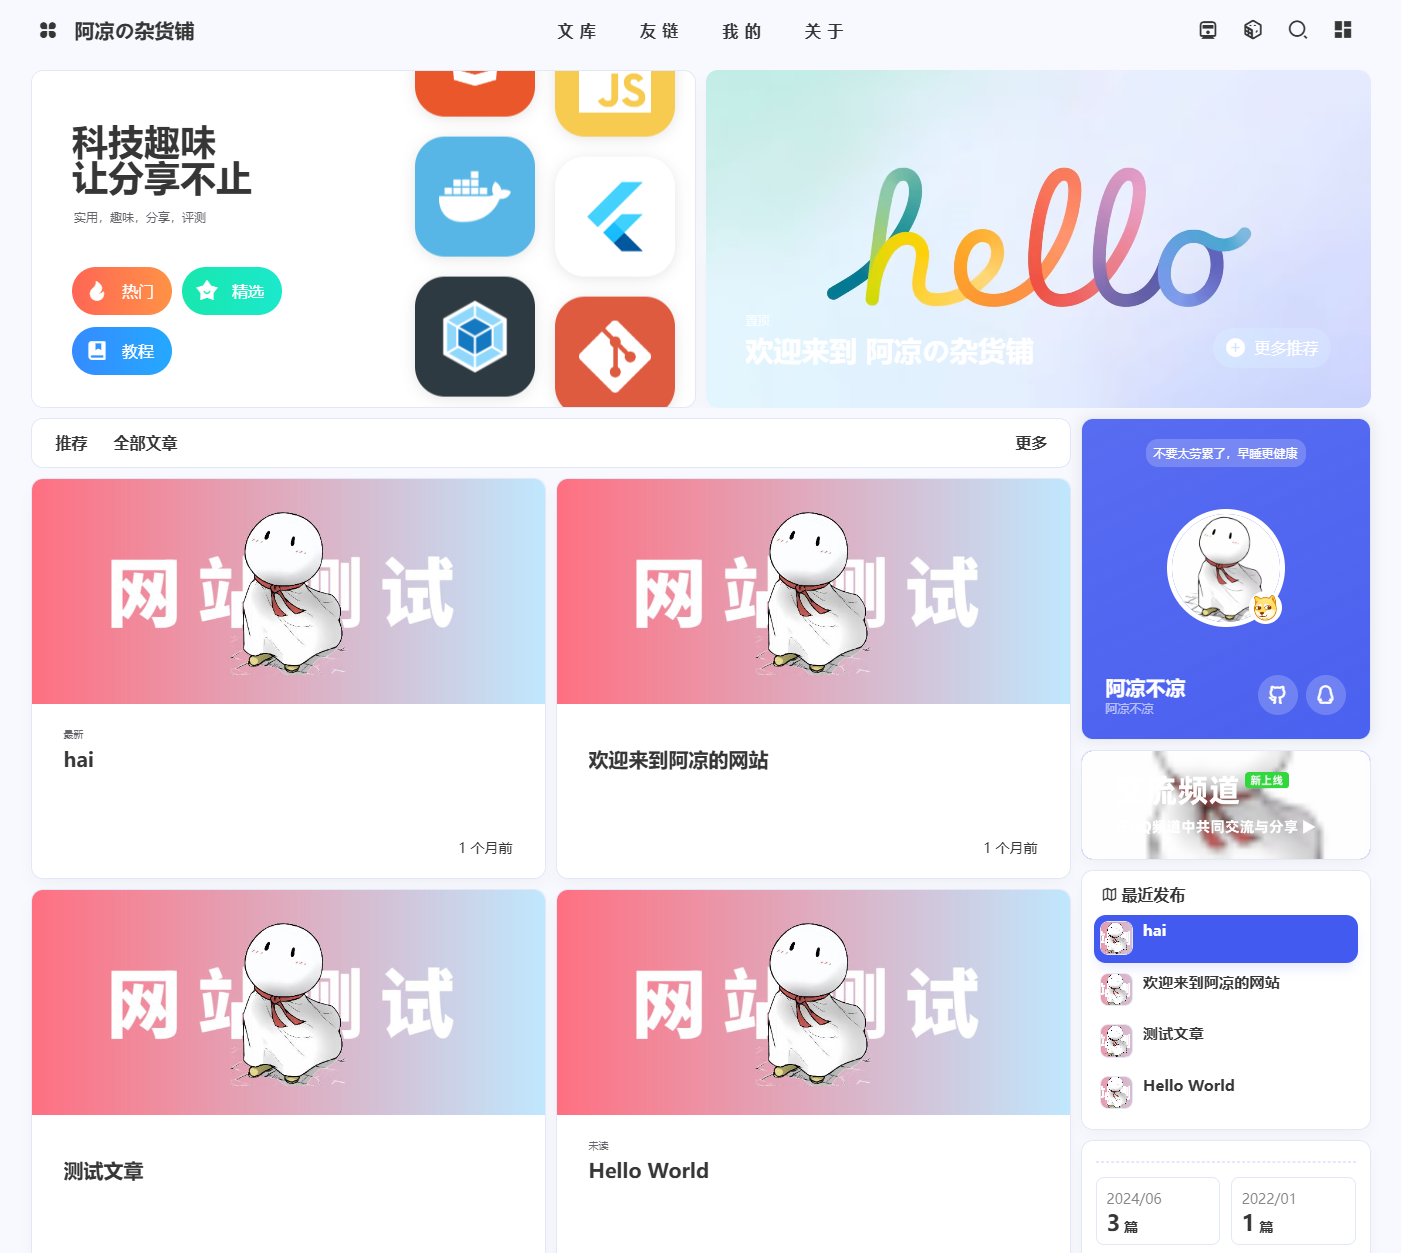 阿凉の杂货铺
文库
友链
我的
关于
科技趣味
让分享不止
实用，趣味，分享，评测
热门
精选
教程
JS
hello
欢迎来到 阿凉の杂货铺
更多推荐
推荐
全部文章
更多
网站测试
最新
hai
1 个月前
网站测试
欢迎来到阿凉的网站
1 个月前
网站测试
测试文章
网站测试
未读
Hello World
不要太劳累了，早睡更健康
阿凉不凉
阿凉不凉
流频道
新上线
频道中共同交流与分享 ▶
最近发布
hai
欢迎来到阿凉的网站
测试文章
Hello World
2024/06
3 篇
2022/01
1 篇